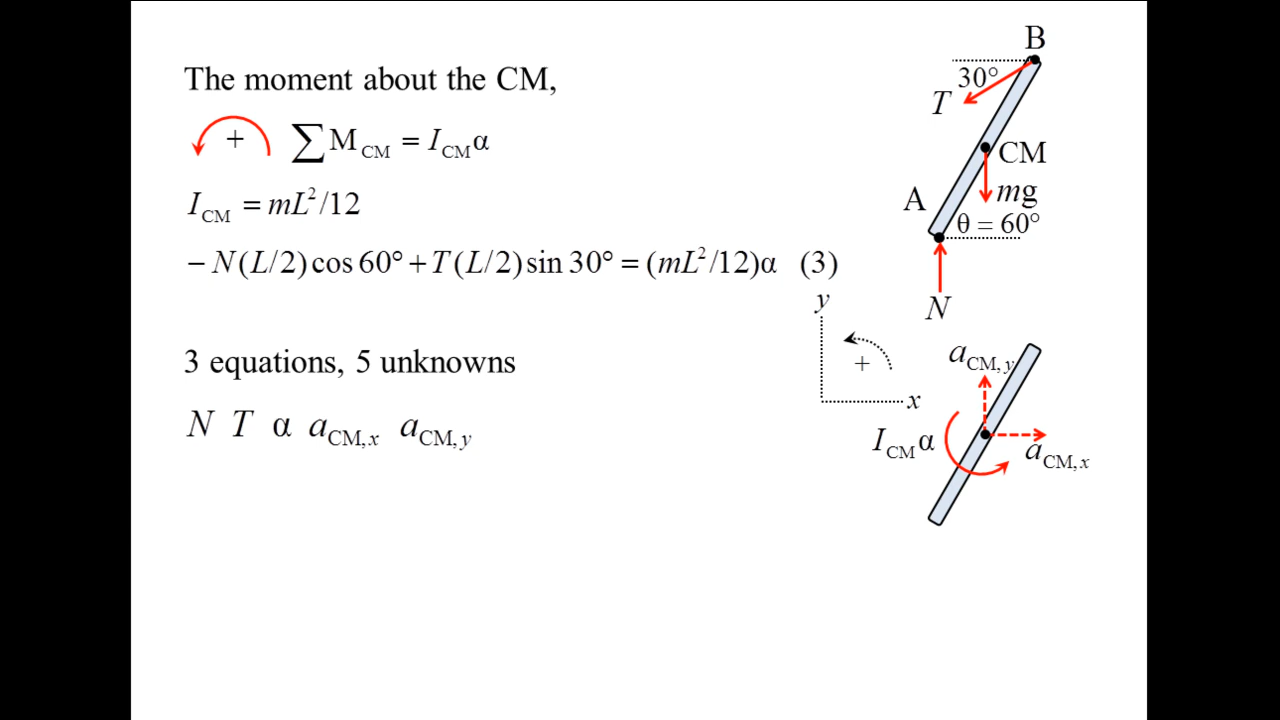 The moment about the CM,
+ ∑M_CM = I_CM α
I_CM = mL²/12
− N(L/2) cos 60° + T(L/2) sin 30° = (mL²/12)α (3)
3 equations, 5 unknowns
N T α a_CM,x a_CM,y
B
30°
T
CM
A
mg
θ = 60°
N
y
+
x
a_CM,y
I_CM α
a_CM,x